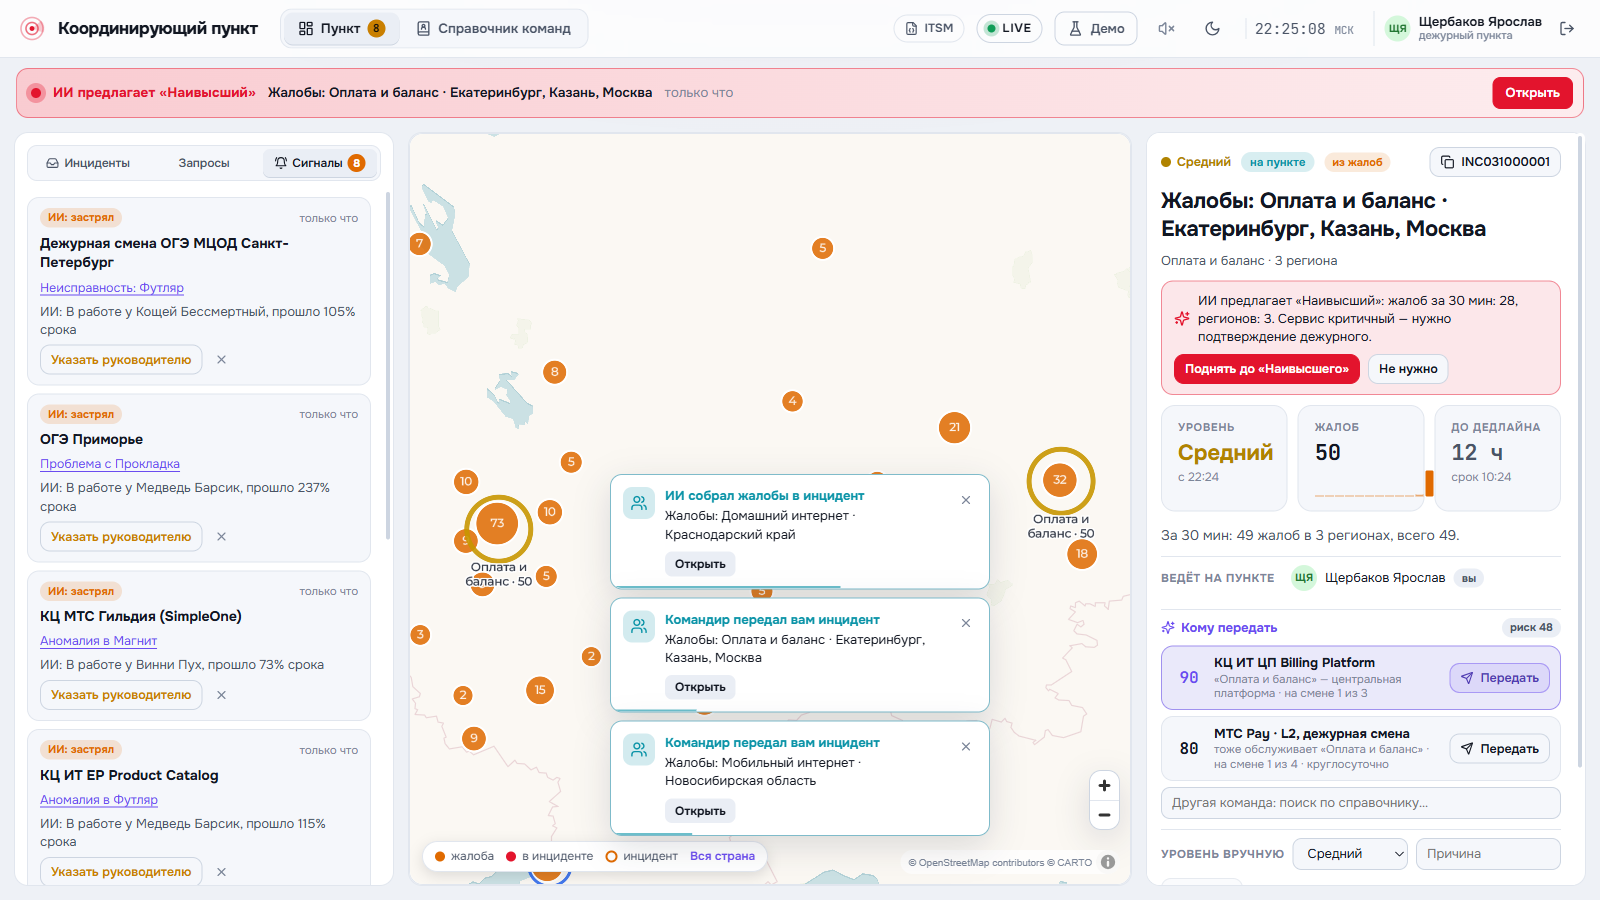 Координирующий пункт
Пункт 8
Справочник команд
ITSM
LIVE
Демо
22:25:08 МСК
ЩЯ
Щербаков Ярослав
дежурный пункта
ИИ предлагает «Наивысший» Жалобы: Оплата и баланс · Екатеринбург, Казань, Москва только что
Открыть
Инциденты
Запросы
Сигналы 8
ИИ: застрял
только что
Дежурная смена ОГЭ МЦОД Санкт-
Петербург
Неисправность: Футляр
ИИ: В работе у Кощей Бессмертный, прошло 105%
срока
Указать руководителю
ИИ: застрял
только что
ОГЭ Приморье
Проблема с Прокладка
ИИ: В работе у Медведь Барсик, прошло 237%
срока
Указать руководителю
ИИ: застрял
только что
КЦ МТС Гильдия (SimpleOne)
Аномалия в Магнит
ИИ: В работе у Винни Пух, прошло 73% срока
Указать руководителю
ИИ: застрял
только что
КЦ ИТ ЕР Product Catalog
Аномалия в Футляр
ИИ: В работе у Медведь Барсик, прошло 115%
срока
Указать руководителю
7
5
8
4
21
5
10
10
73
9
5
Оплата и
баланс · 50
32
Оплата и
баланс · 50
18
5
3
2
2
15
9
ИИ собрал жалобы в инцидент
Жалобы: Домашний интернет ·
Краснодарский край
Открыть
Командир передал вам инцидент
Жалобы: Оплата и баланс · Екатеринбург,
Казань, Москва
Открыть
Командир передал вам инцидент
Жалобы: Мобильный интернет ·
Новосибирская область
Открыть
жалоба
в инциденте
инцидент
Вся страна
© OpenStreetMap contributors © CARTO
Средний
на пункте
из жалоб
INC031000001
Жалобы: Оплата и баланс ·
Екатеринбург, Казань, Москва
Оплата и баланс · 3 региона
ИИ предлагает «Наивысший»: жалоб за 30 мин: 28,
регионов: 3. Сервис критичный — нужно
подтверждение дежурного.
Поднять до «Наивысшего»
Не нужно
УРОВЕНЬ
Средний
с 22:24
ЖАЛОБ
50
ДО ДЕДЛАЙНА
12 ч
срок 10:24
За 30 мин: 49 жалоб в 3 регионах, всего 49.
ВЕДЁТ НА ПУНКТЕ
ЩЯ
Щербаков Ярослав
вы
Кому передать
риск 48
90
КЦ ИТ ЦП Billing Platform
«Оплата и баланс» — центральная
платформа · на смене 1 из 3
Передать
80
МТС Pay · L2, дежурная смена
тоже обслуживает «Оплата и баланс» ·
на смене 1 из 4 · круглосуточно
Передать
Другая команда: поиск по справочнику...
УРОВЕНЬ ВРУЧНУЮ
Средний
Причина